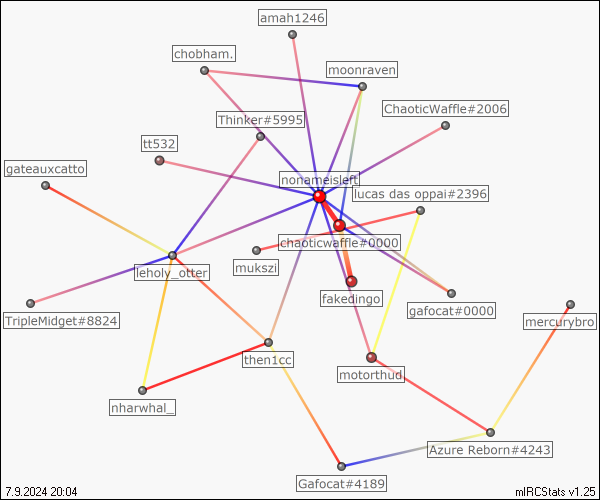 amah1246
chobham.
moonraven
ChaoticWaffle#2006
Thinker#5995
tt532
gateauxcatto
nonameisleft
lucas das oppai#2396
chaoticwaffle#0000
mukszi
leholy_otter
fakedingo
gafocat#0000
TripleMidget#8824
mercurybro
then1cc
motorthud
nharwhal_
Azure Reborn#4243
Gafocat#4189
7.9.2024 20:04
mIRCStats v1.25